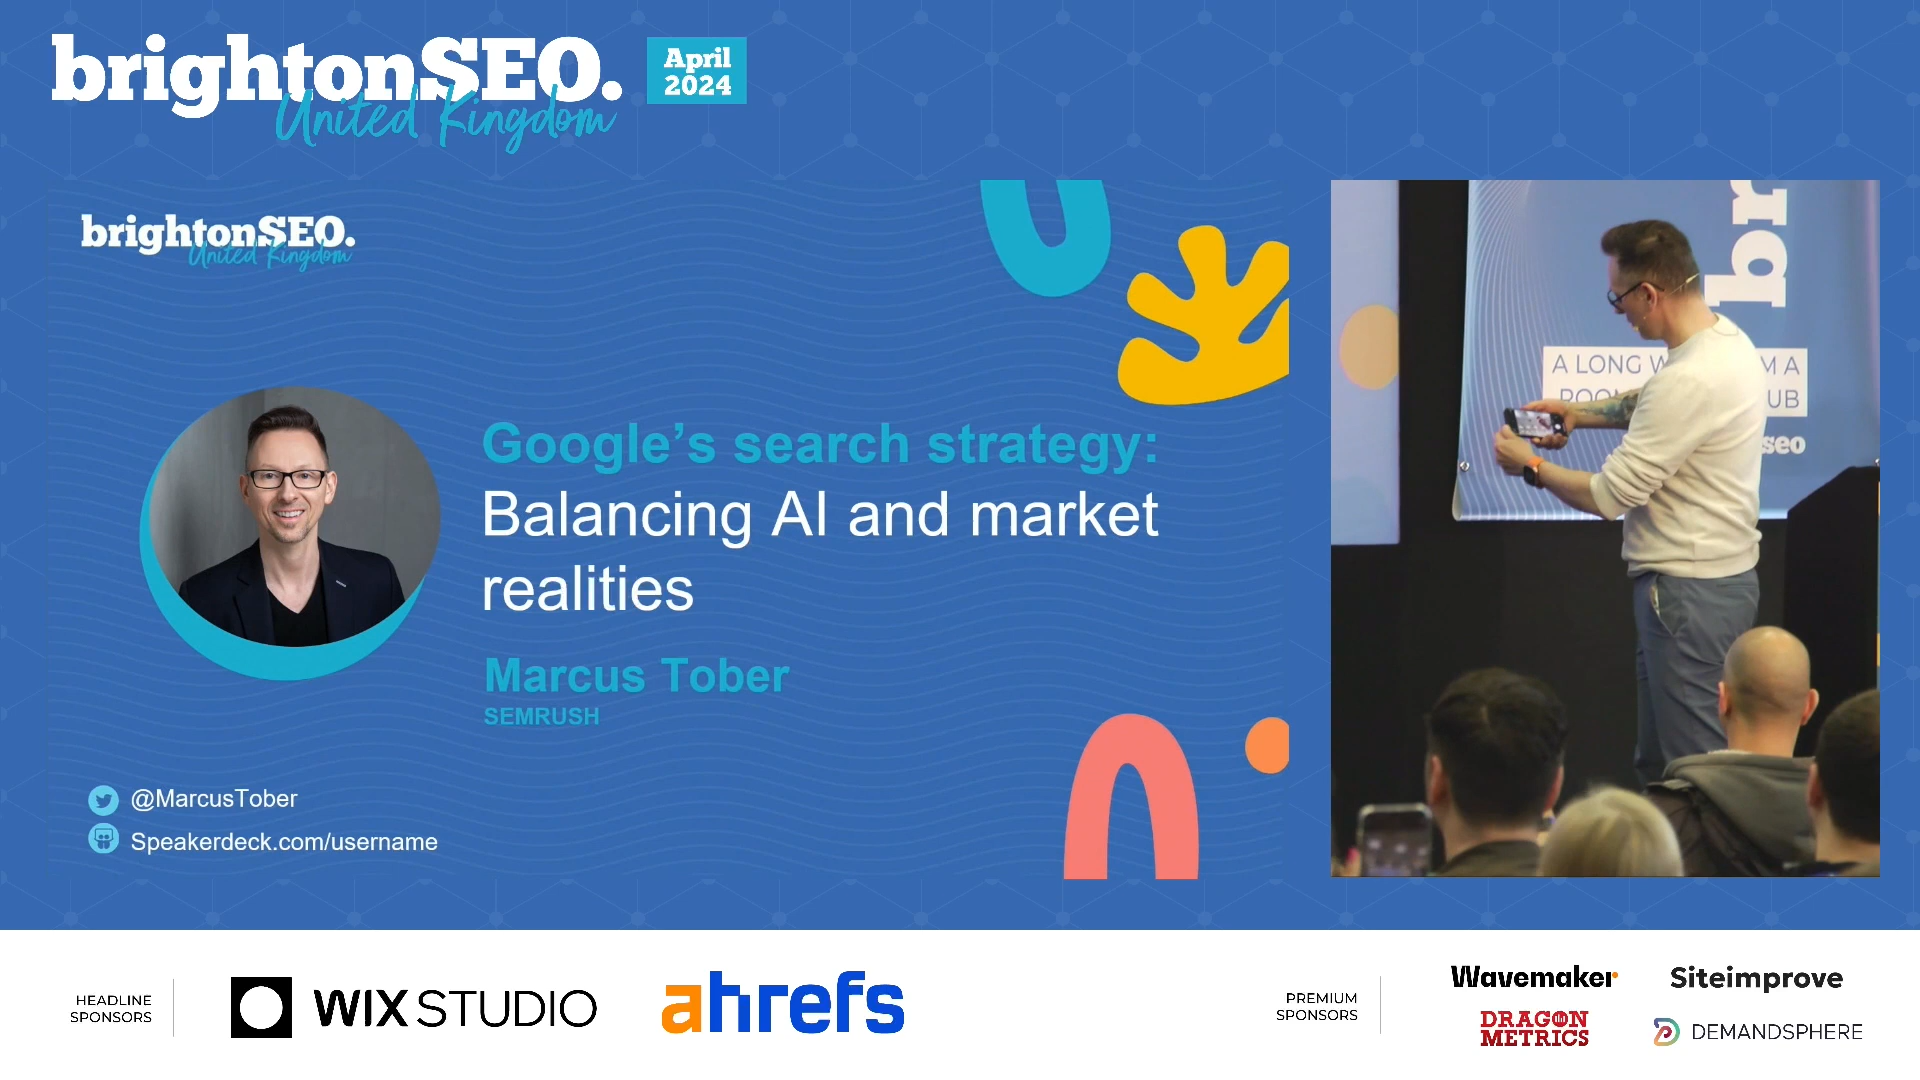 brightonSEO.
United Kingdom
April
2024
brightonSEO.
United Kingdom
Google's search strategy:
Balancing AI and market
realities
Marcus Tober
SEMRUSH
@MarcusTober
Speakerdeck.com/username
br
A LONG W M A
ROO UB
seo
HEADLINE
SPONSORS
WIX STUDIO
ahrefs
PREMIUM
SPONSORS
Wavemaker
Siteimprove
DRAGON
METRICS
DEMANDSPHERE